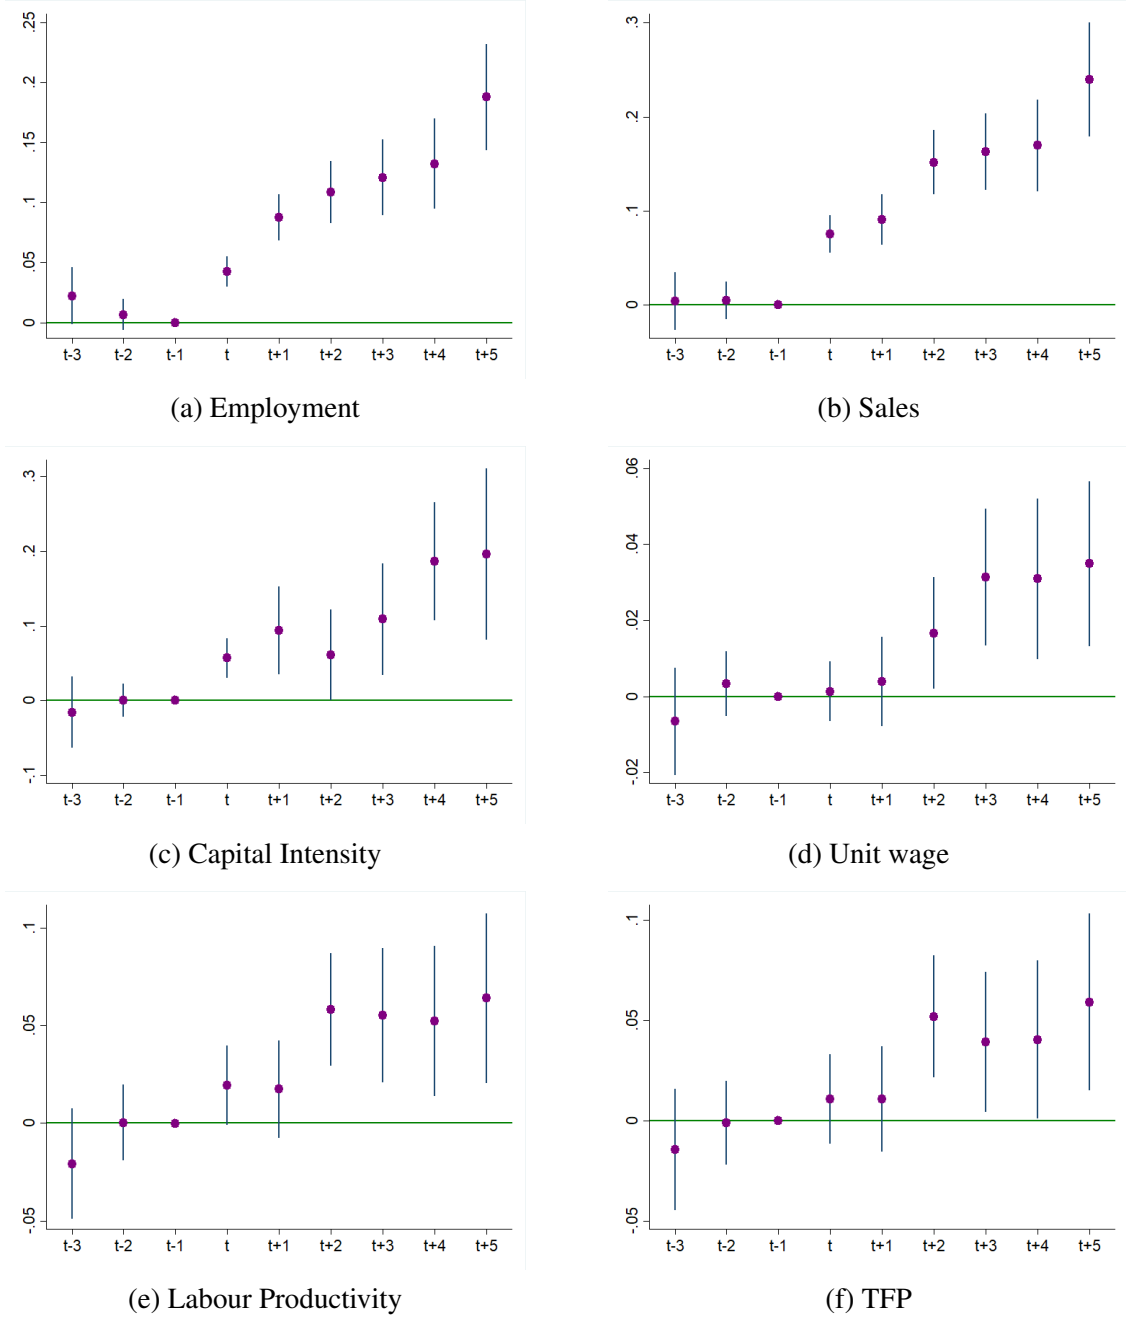 .25
.2
.15
.1
.05
0
t-3 t-2 t-1 t t+1 t+2 t+3 t+4 t+5
(a) Employment
.3
.2
.1
0
t-3 t-2 t-1 t t+1 t+2 t+3 t+4 t+5
(b) Sales
.3
.2
.1
0
-.1
t-3 t-2 t-1 t t+1 t+2 t+3 t+4 t+5
(c) Capital Intensity
.06
.04
.02
0
-.02
t-3 t-2 t-1 t t+1 t+2 t+3 t+4 t+5
(d) Unit wage
.1
.05
0
-.05
t-3 t-2 t-1 t t+1 t+2 t+3 t+4 t+5
(e) Labour Productivity
.1
.05
0
-.05
t-3 t-2 t-1 t t+1 t+2 t+3 t+4 t+5
(f) TFP